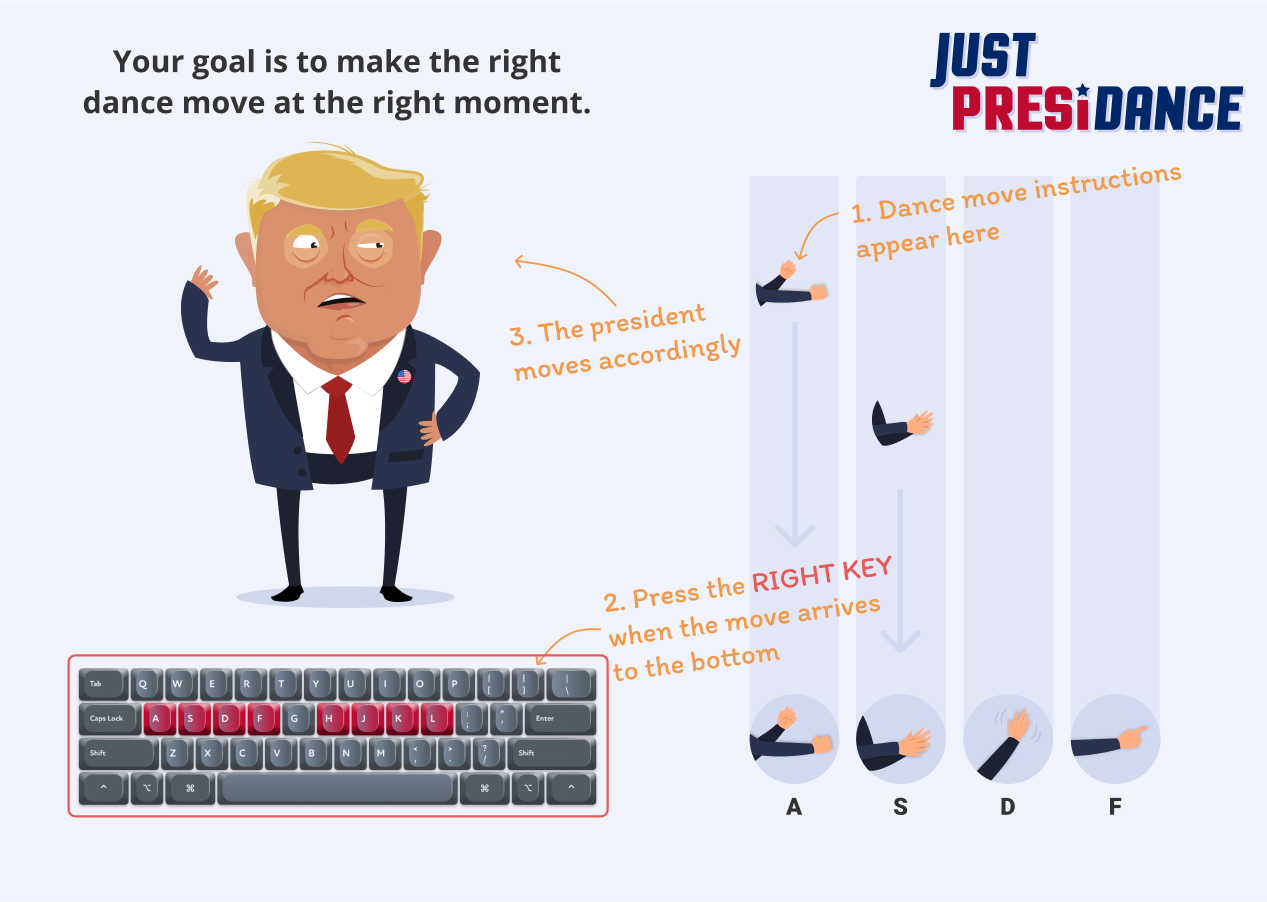 Your goal is to make the right
dance move at the right moment.
JUST
PRESiDANCE
1. Dance move instructions
appear here
3. The president
moves accordingly
2. Press the RIGHT KEY
when the move arrives
to the bottom
Tab Q W E R T Y U I O P { [ } ] | \
Caps Lock A S D F G H J K L : ; " ' Enter
Shift Z X C V B N M < , > . ? / Shift
^ ⌥ ⌘ ⌘ ⌥ ^
A S D F